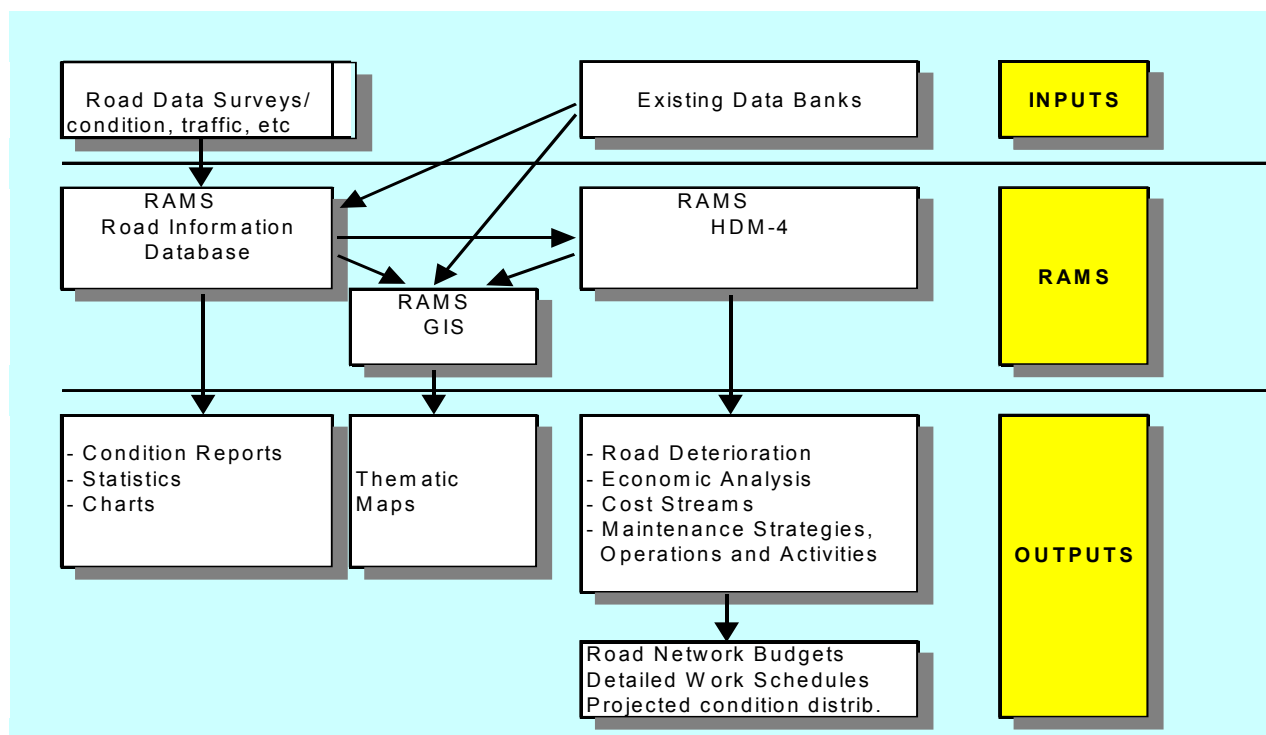 Road Data Surveys/
condition, traffic, etc
Existing Data Banks
INPUTS
RAMS
Road Information
Database
RAMS
HDM-4
RAMS
GIS
RAMS
- Condition Reports
- Statistics
- Charts
Thematic
Maps
- Road Deterioration
- Economic Analysis
- Cost Streams
- Maintenance Strategies,
Operations and Activities
OUTPUTS
Road Network Budgets
Detailed Work Schedules
Projected condition distrib.